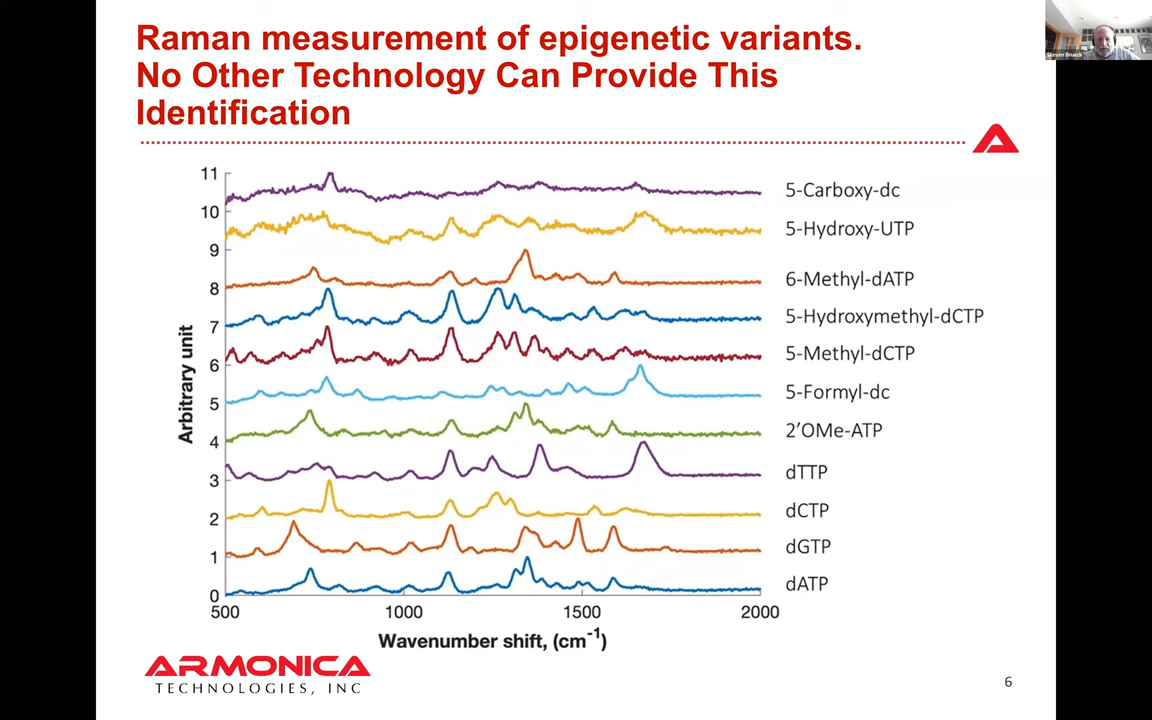 Raman measurement of epigenetic variants.
No Other Technology Can Provide This
Identification
Steven Brueck
11
10
9
8
7
6
5
4
3
2
1
0
Arbitrary unit
5-Carboxy-dc
5-Hydroxy-UTP
6-Methyl-dATP
5-Hydroxymethyl-dCTP
5-Methyl-dCTP
5-Formyl-dc
2’OMe-ATP
dTTP
dCTP
dGTP
dATP
500 1000 1500 2000
Wavenumber shift, (cm-1)
ARMONICA
TECHNOLOGIES, INC
6